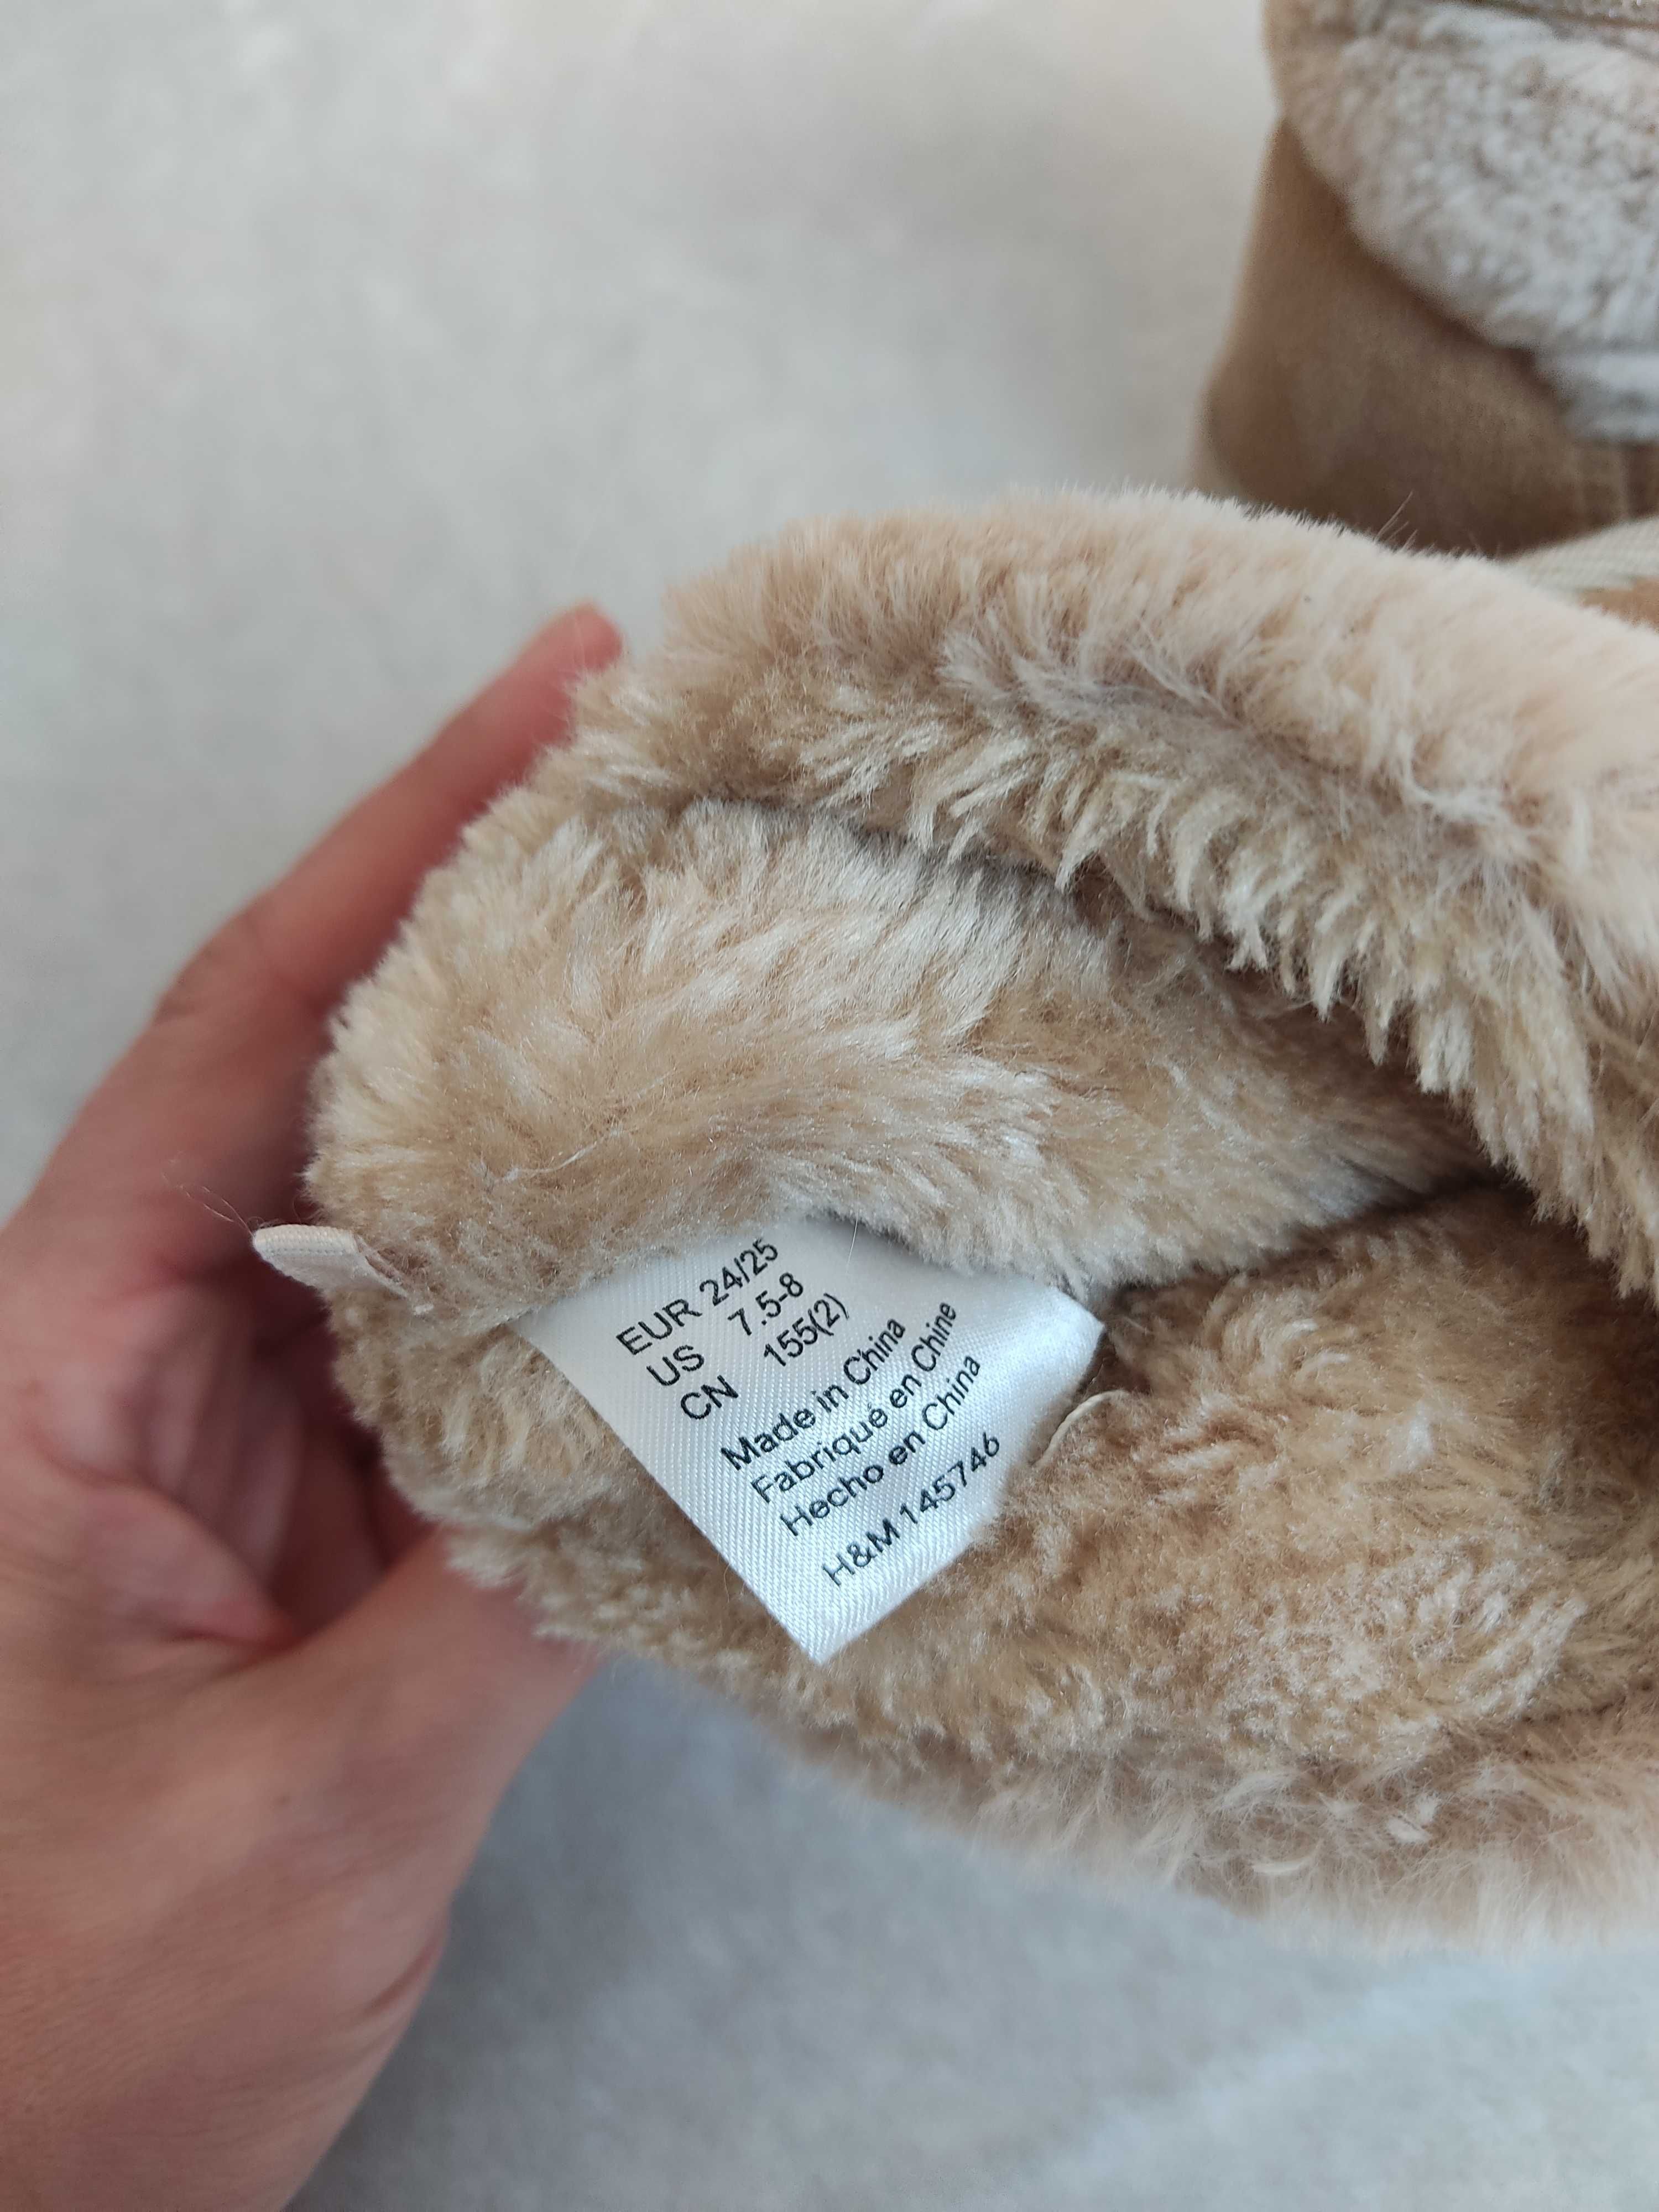 EUR 24/25
US 7.5-8
CN 155(2)
Made in China
Fabriqué en Chine
Hecho en China
H&M 145746